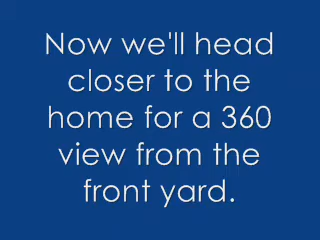 Now we'll head
closer to the
home for a 360
view from the
front yard.